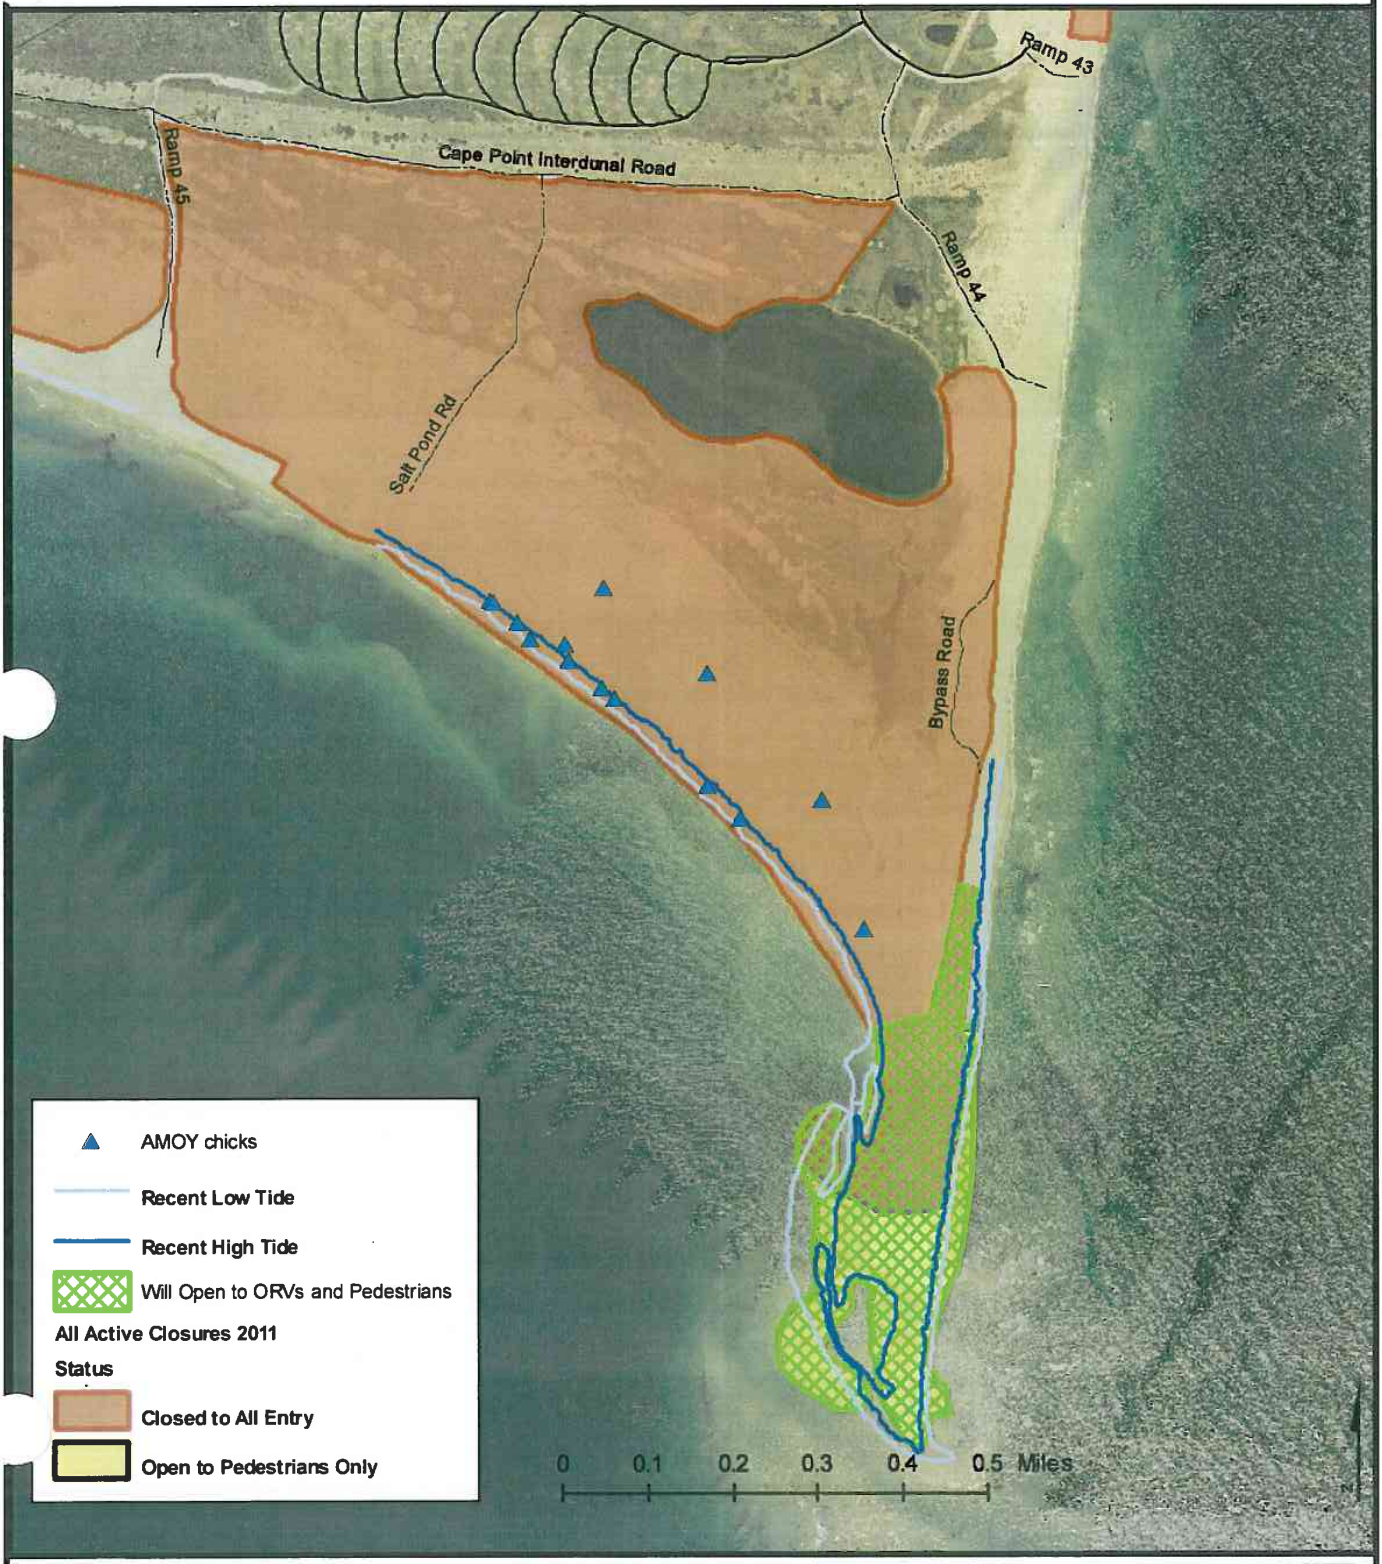 Ramp 43
Ramp 45
Cape Point Interdunal Road
Ramp 44
Salt Pond Rd
Bypass Road
AMOY chicks
Recent Low Tide
Recent High Tide
Will Open to ORVs and Pedestrians
All Active Closures 2011
Status
Closed to All Entry
Open to Pedestrians Only
0 0.1 0.2 0.3 0.4 0.5 Miles
N